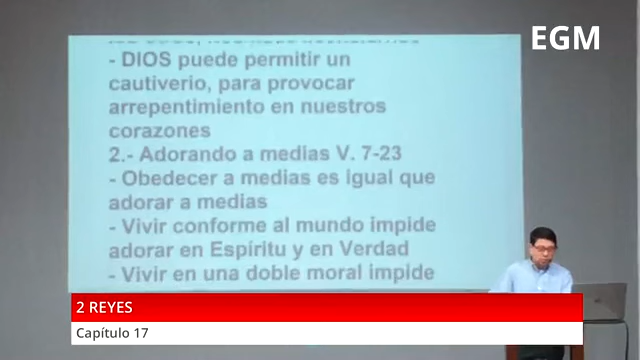 EGM
- DIOS puede permitir un
cautiverio, para provocar
arrepentimiento en nuestros
corazones
2.- Adorando a medias V. 7-23
- Obedecer a medias es igual que
adorar a medias
- Vivir conforme al mundo impide
adorar en Espíritu y en Verdad
- Vivir en una doble moral impide
2 REYES
Capítulo 17